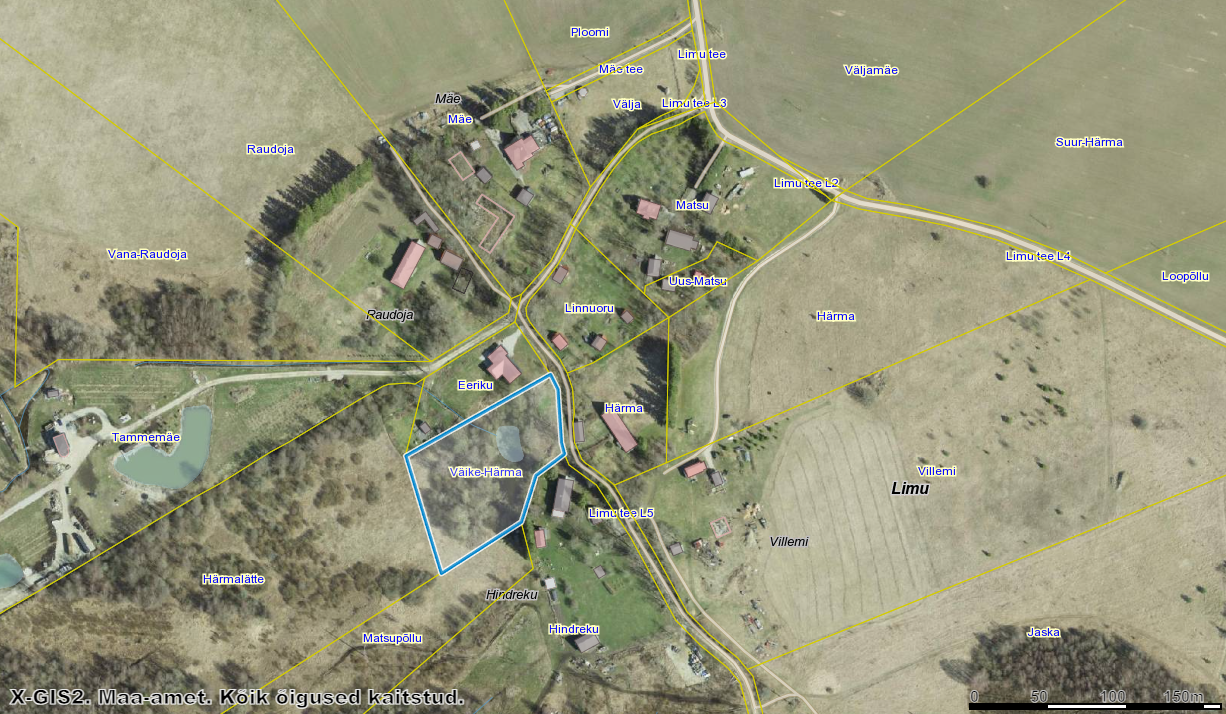 Ploomi
Limu tee
Mäe tee
Väljamäe
Mäe
Välja
Limu tee L3
Mäe
Suur-Härma
Raudoja
Limu tee L2
Matsu
Vana-Raudoja
Limu tee L4
Loopõllu
Uus-Matsu
Linnuoru
Raudoja
Härma
Eeriku
Härma
Tammemäe
Väike-Härma
Villemi
Limu
Limu tee L5
Villemi
Härmalätte
Hindreku
Hindreku
Matsupõllu
Jaska
X-GIS2. Maa-amet. Kõik õigused kaitstud.
0 50 100 150m